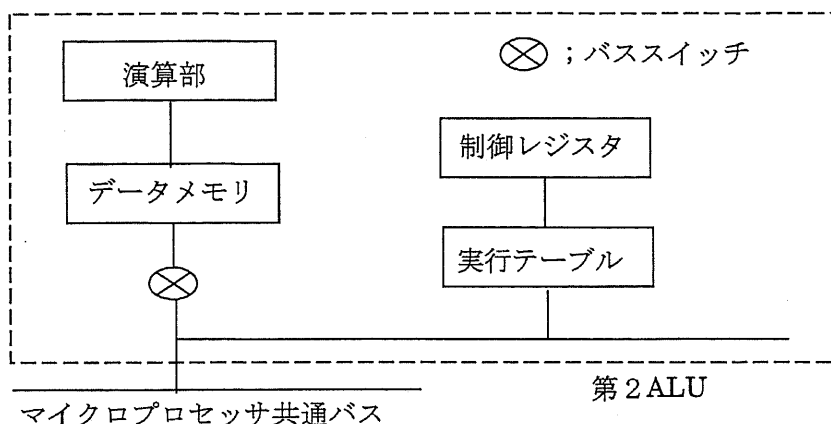 演算部
；バススイッチ
制御レジスタ
データメモリ
実行テーブル
第２ALU
マイクロプロセッサ共通バス